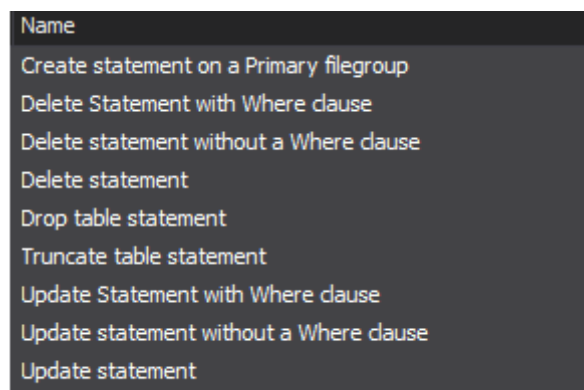 Name
Create statement on a Primary filegroup
Delete Statement with Where clause
Delete statement without a Where clause
Delete statement
Drop table statement
Truncate table statement
Update Statement with Where clause
Update statement without a Where clause
Update statement